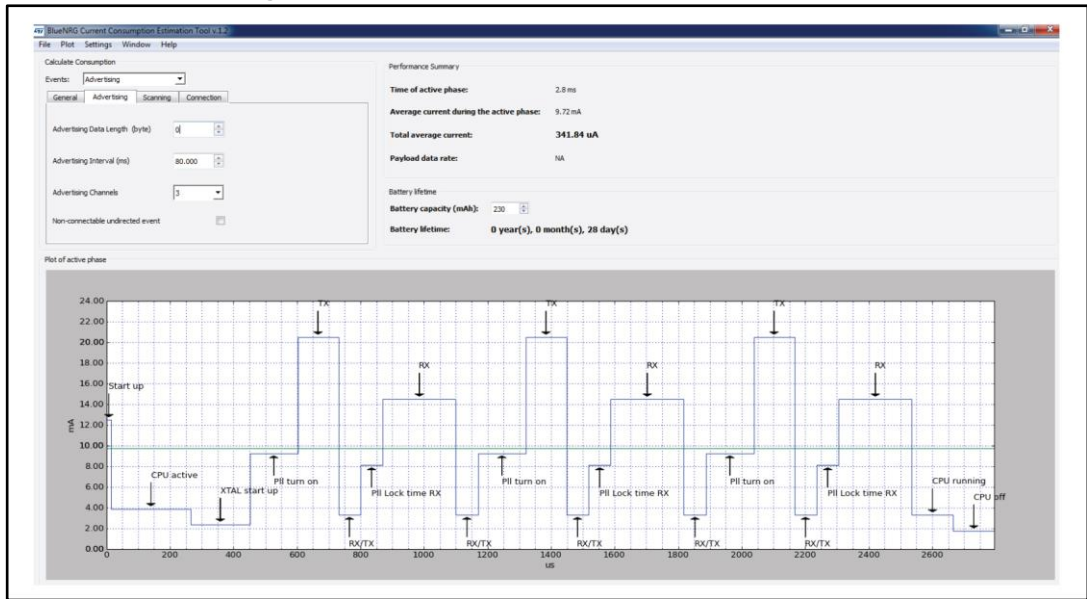 BlueNRG Current Consumption Estimation Tool v.1.2
File Plot Settings Window Help
Calculate Consumption
Events: Advertising
General Advertising Scanning Connection
Advertising Data Length (byte) 0
Advertising Interval (ms) 80.000
Advertising Channels 3
Non-connectable undirected event
Performance Summary
Time of active phase: 2.8 ms
Average current during the active phase: 9.72 mA
Total average current: 341.84 uA
Payload data rate: NA
Battery lifetime
Battery capacity (mAh): 230
Battery lifetime: 0 year(s), 0 month(s), 28 day(s)
Plot of active phase
24.00
22.00
20.00
18.00
16.00
14.00
12.00
10.00
8.00
6.00
4.00
2.00
0.00
mA
Start up
CPU active
XTAL start up
Pll turn on
TX
RX/TX
Pll Lock time RX
RX
RX/TX
Pll turn on
TX
RX/TX
Pll Lock time RX
RX
RX/TX
Pll turn on
TX
RX/TX
Pll Lock time RX
RX
CPU running
CPU off
0 200 400 600 800 1000 1200 1400 1600 1800 2000 2200 2400 2600
us